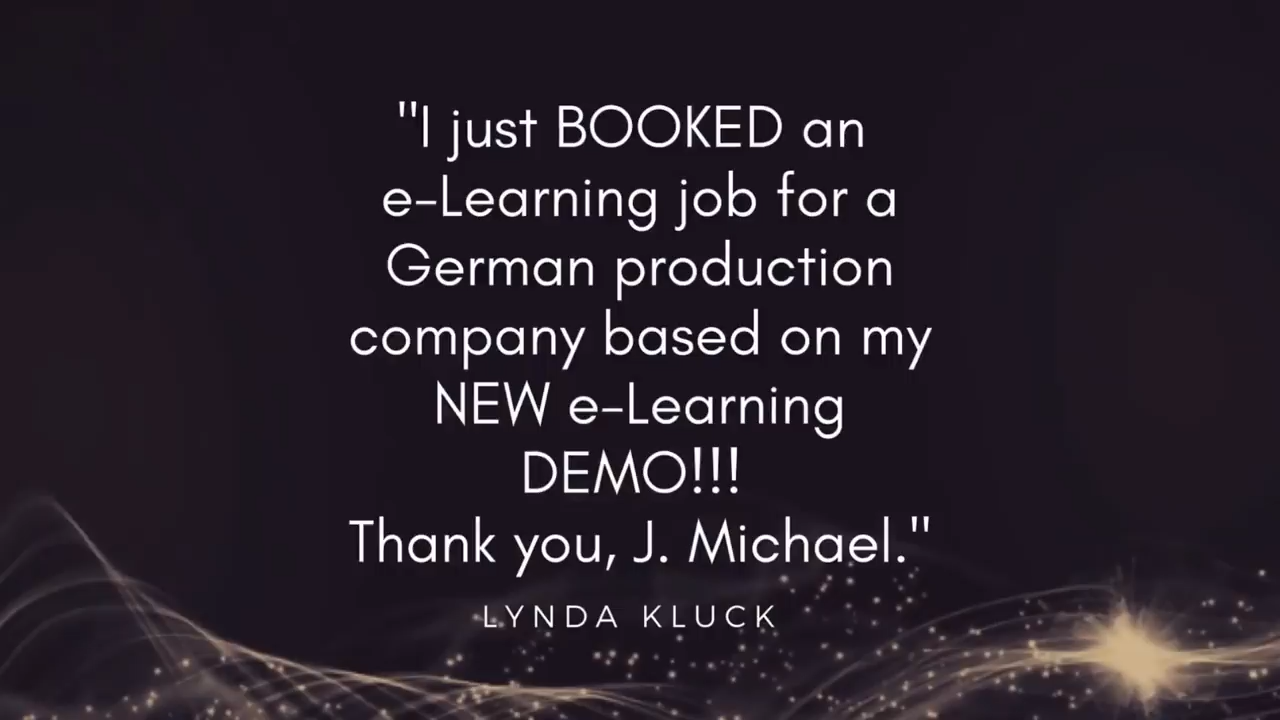 "I just BOOKED an
e-Learning job for a
German production
company based on my
NEW e-Learning
DEMO!!!
Thank you, J. Michael."
LYNDA KLUCK